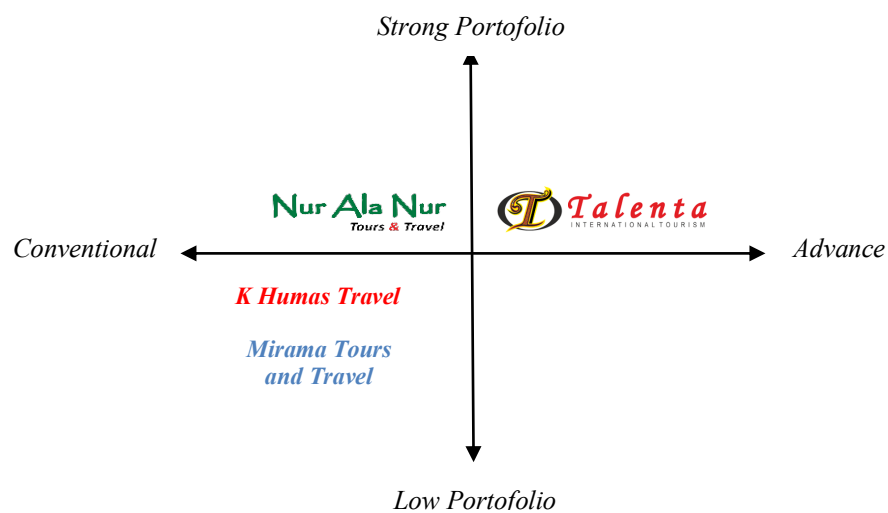 Strong Portofolio
Nur Ala Nur
Tours & Travel
Talenta
INTERNATIONAL TOURISM
Conventional
Advance
K Humas Travel
Mirama Tours
and Travel
Low Portofolio